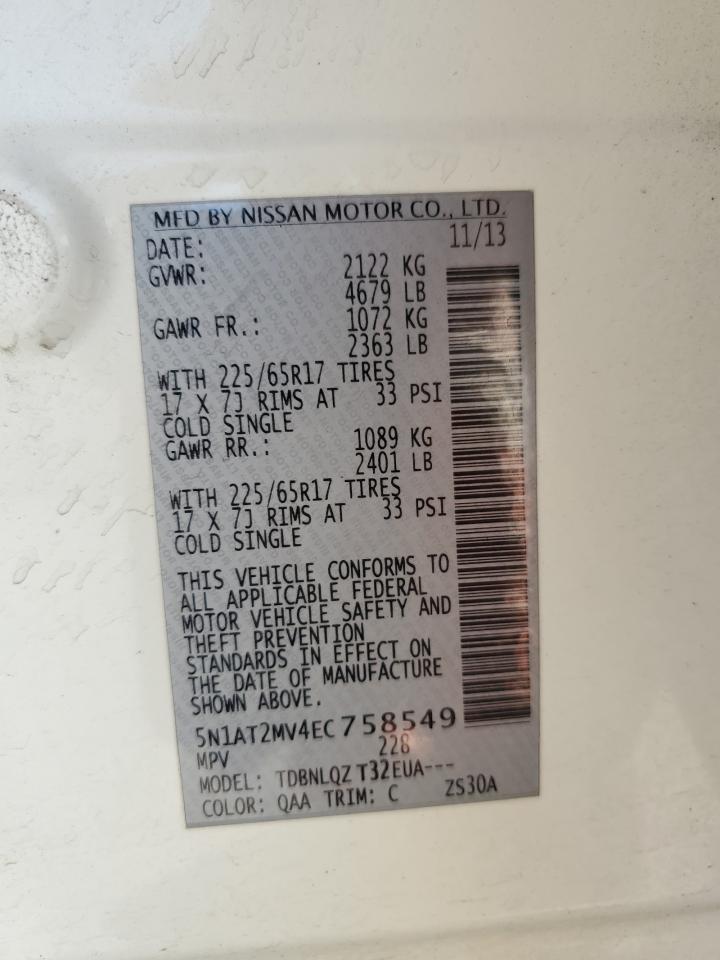 MFD BY NISSAN MOTOR CO., LTD.
DATE: 11/13
GVWR: 2122 KG
4679 LB
GAWR FR.: 1072 KG
2363 LB
WITH 225/65R17 TIRES
17 X 7J RIMS AT 33 PSI
COLD SINGLE
GAWR RR.: 1089 KG
2401 LB
WITH 225/65R17 TIRES
17 X 7J RIMS AT 33 PSI
COLD SINGLE
THIS VEHICLE CONFORMS TO
ALL APPLICABLE FEDERAL
MOTOR VEHICLE SAFETY AND
THEFT PREVENTION
STANDARDS IN EFFECT ON
THE DATE OF MANUFACTURE
SHOWN ABOVE.
5N1AT2MV4EC758549
MPV 228
MODEL: TDBNLQZ T32EUA---
COLOR: QAA TRIM: C ZS30A